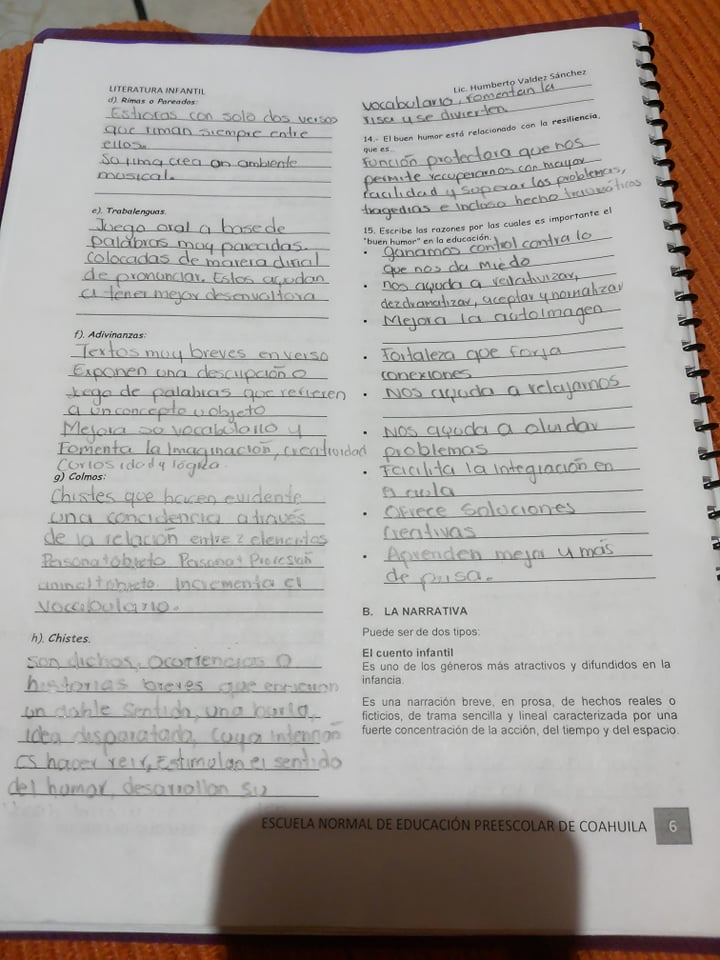 LITERATURA INFANTIL
d) Rimas o Pareados:
Estrofas con solo dos versos
que riman siempre entre
ellos.
Su rima crea un ambiente
musical.
e). Trabalenguas.
Juego oral a base de
palabras muy parecidas.
colocadas de manera dificil
de pronunciar. Estos ayudan
a tener mejor desenvoltura
f). Adivinanzas:
Textos muy breves en verso
Exponen una descripción o
Juego de palabras que refieren
a un concepto u objeto
Mejora su vocabulario y
Fomenta la Imaginación, creatividad
Curiosidad y lógica.
g) Colmos:
Chistes que hacen evidente
una concidencia a través
de la relación entre 2 elementos
Persona+objeto Persona+Profesión
animal+objeto. Incrementa el
vocabulario.
h). Chistes.
son dichos, ocurrencias o
historias breves que encierran
un doble sentido, una burla,
idea disparatada, cuya intención
es hacer reir, Estimulan el sentido
del humor, desarrollan su
Lic. Humberto Valdez Sánchez
vocabulario, fomentan la
risa y se divierten
14.- El buen humor está relacionado con la resiliencia,
que es
función protectora que nos
permite recuperarnos con mayor
facilidad y superar los problemas,
tragedias e incluso hecho traumáticos
15. Escribe las razones por las cuales es importante el
"buen humor" en la educación.
• ganamos control contra lo
que nos da miedo
• nos ayuda a relativizar,
dezdramatizar, aceptar y normalizar
• Mejora la autoimagen
• Fortaleza que forja
conexiones
• Nos ayuda a relajarnos
• Nos ayuda a olvidar
problemas
• Facilita la integración en
el aula
• Ofrece soluciones
creativas
• Aprenden mejor y más
de prisa.
B. LA NARRATIVA
Puede ser de dos tipos:
El cuento infantil
Es uno de los géneros más atractivos y difundidos en la
infancia.
Es una narración breve, en prosa, de hechos reales o
ficticios, de trama sencilla y lineal caracterizada por una
fuerte concentración de la acción, del tiempo y del espacio.
ESCUELA NORMAL DE EDUCACIÓN PREESCOLAR DE COAHUILA 6